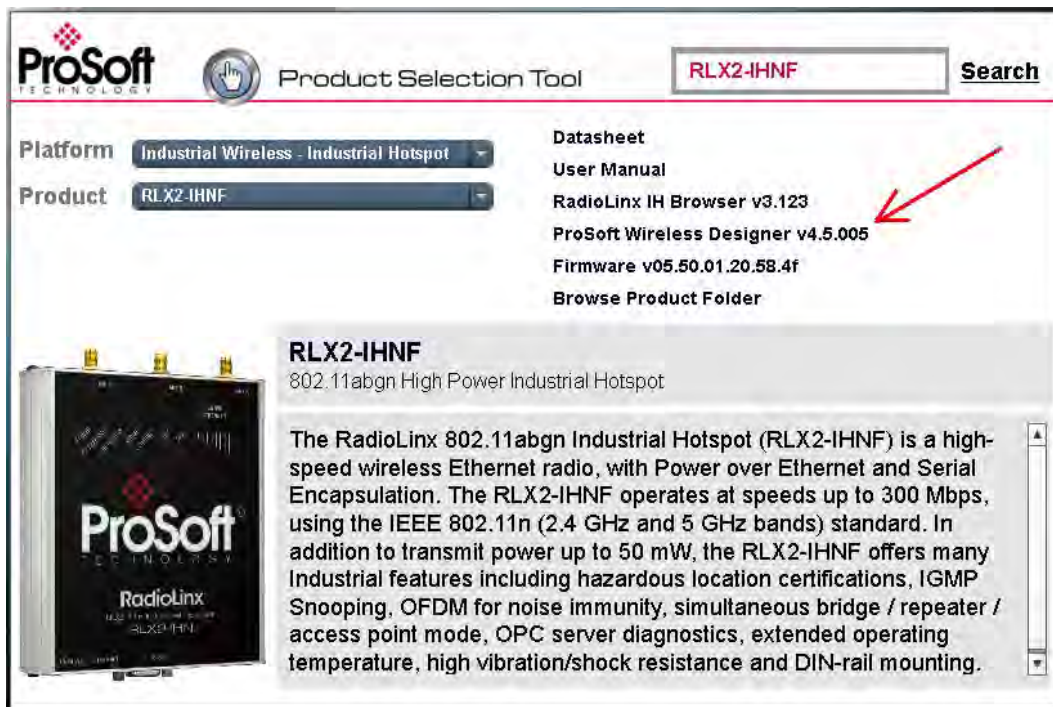 ProSoft
TECHNOLOGY
Product Selection Tool
RLX2-IHNF
Search
Platform
Industrial Wireless - Industrial Hotspot
Product
RLX2-IHNF
Datasheet
User Manual
RadioLinx IH Browser v3.123
ProSoft Wireless Designer v4.5.005
Firmware v05.50.01.20.58.4f
Browse Product Folder
RLX2-IHNF
802.11abgn High Power Industrial Hotspot
The RadioLinx 802.11abgn Industrial Hotspot (RLX2-IHNF) is a high-
speed wireless Ethernet radio, with Power over Ethernet and Serial
Encapsulation. The RLX2-IHNF operates at speeds up to 300 Mbps,
using the IEEE 802.11n (2.4 GHz and 5 GHz bands) standard. In
addition to transmit power up to 50 mW, the RLX2-IHNF offers many
Industrial features including hazardous location certifications, IGMP
Snooping, OFDM for noise immunity, simultaneous bridge / repeater /
access point mode, OPC server diagnostics, extended operating
temperature, high vibration/shock resistance and DIN-rail mounting.
ProSoft
TECHNOLOGY
RadioLinx